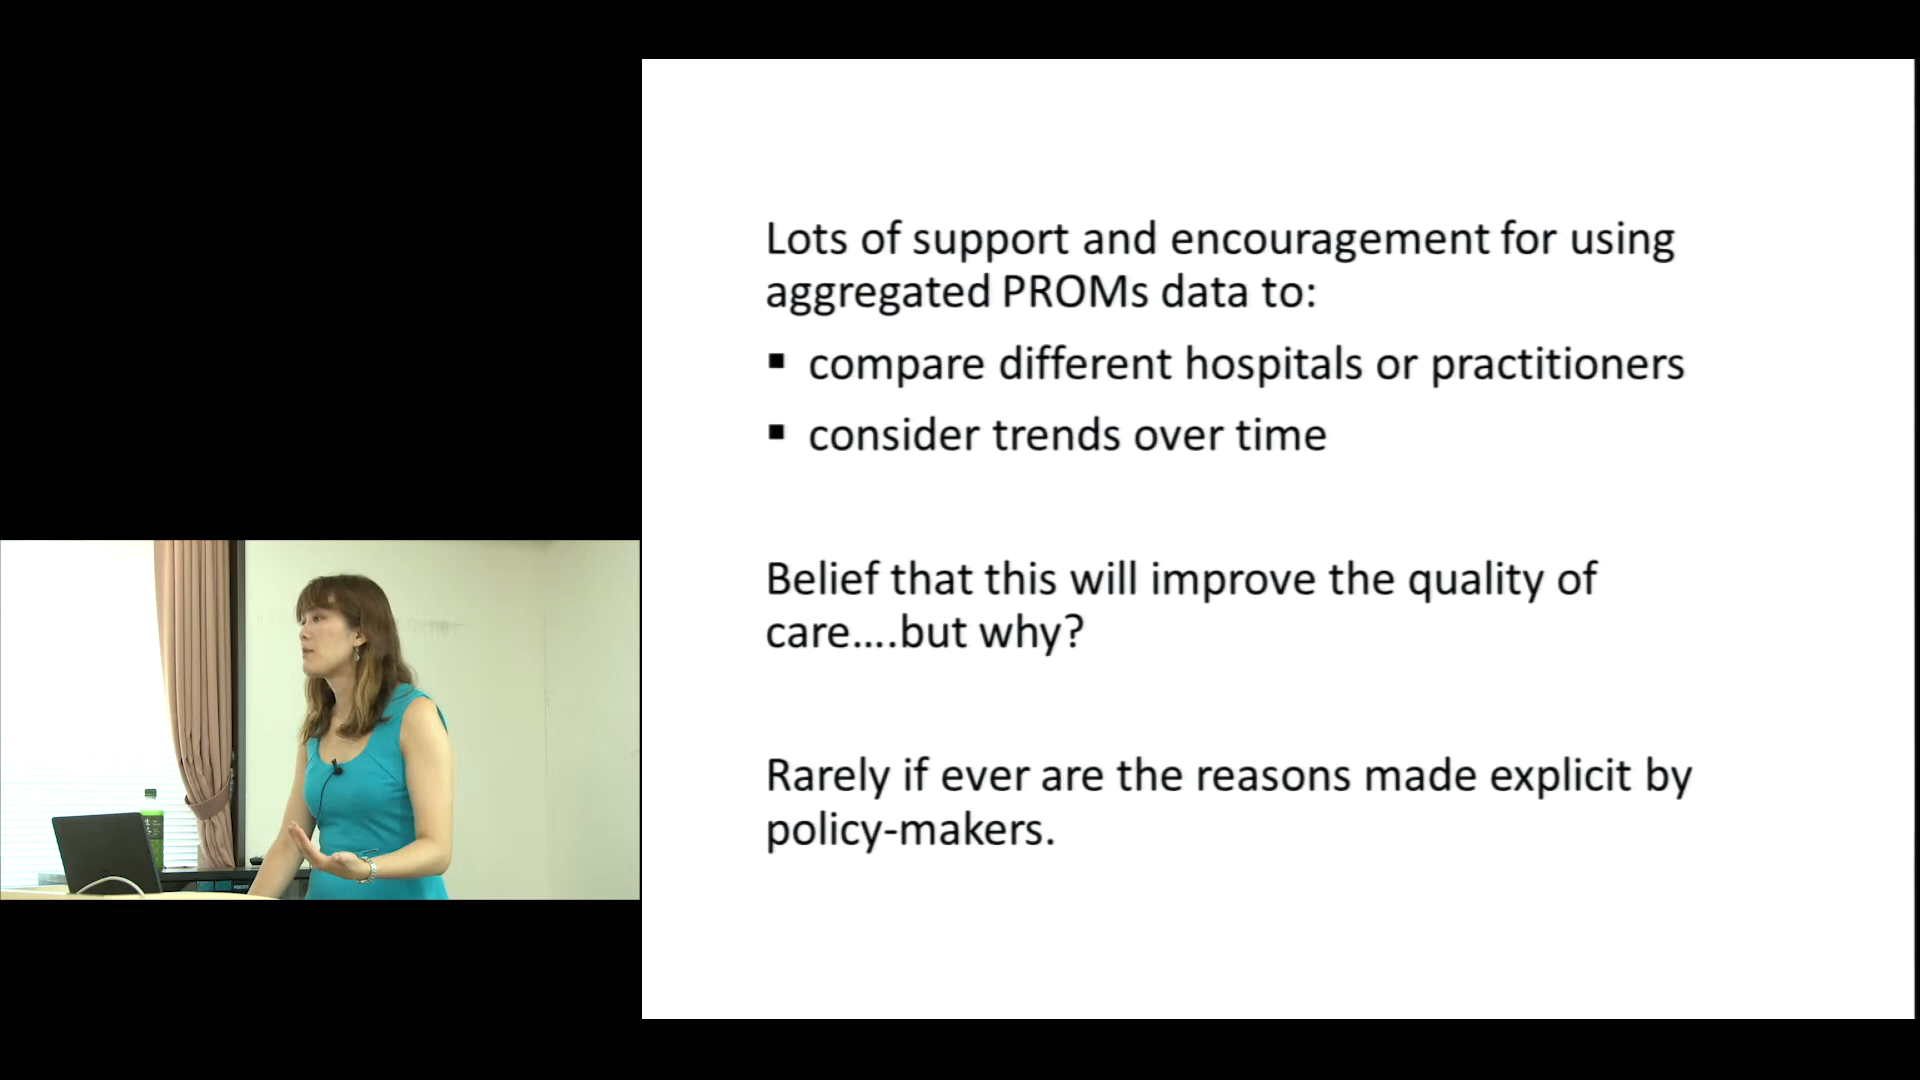 Lots of support and encouragement for using
aggregated PROMs data to:
▪ compare different hospitals or practitioners
▪ consider trends over time
Belief that this will improve the quality of
care....but why?
Rarely if ever are the reasons made explicit by
policy-makers.